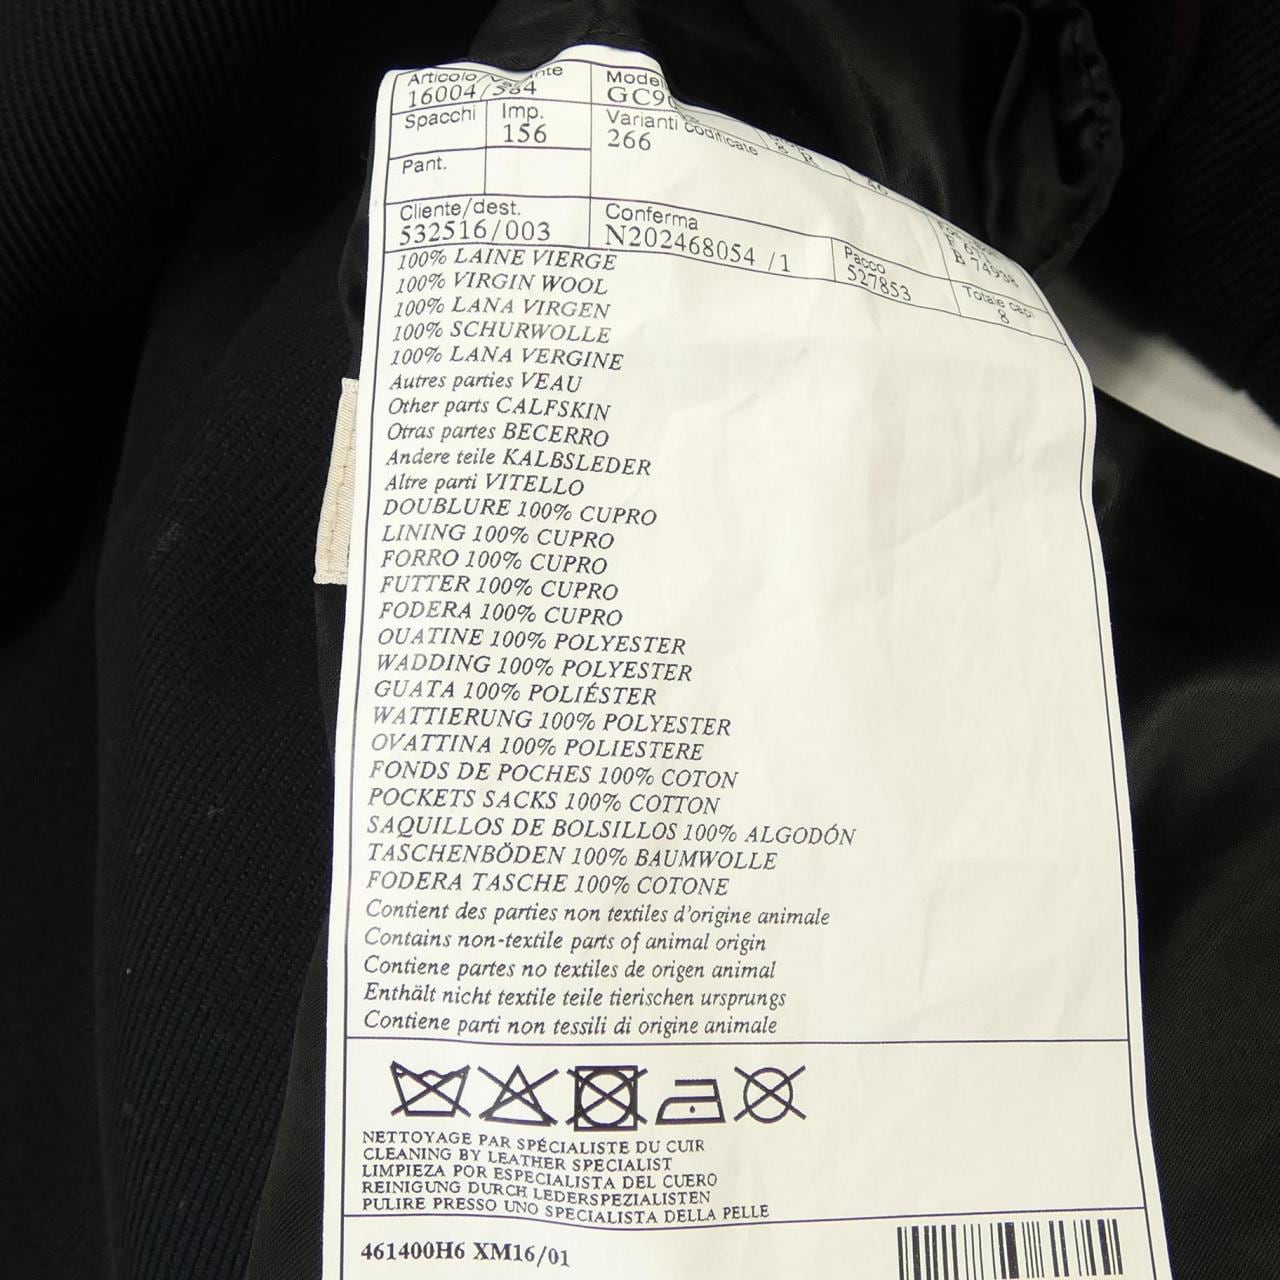 Articolo/Variante
16004/584
Spacchi
Imp.
156
Varianti codificate
266
Pant.
Cliente/dest.
532516/003
Conferma
N202468054 /1
Pacco
527853
Totale capi
8
100% LAINE VIERGE
100% VIRGIN WOOL
100% LANA VIRGEN
100% SCHURWOLLE
100% LANA VERGINE
Autres parties VEAU
Other parts CALFSKIN
Otras partes BECERRO
Andere teile KALBSLEDER
Altre parti VITELLO
DOUBLURE 100% CUPRO
LINING 100% CUPRO
FORRO 100% CUPRO
FUTTER 100% CUPRO
FODERA 100% CUPRO
OUATINE 100% POLYESTER
WADDING 100% POLYESTER
GUATA 100% POLIÉSTER
WATTIERUNG 100% POLYESTER
OVATTINA 100% POLIESTERE
FONDS DE POCHES 100% COTON
POCKETS SACKS 100% COTTON
SAQUILLOS DE BOLSILLOS 100% ALGODÓN
TASCHENBÖDEN 100% BAUMWOLLE
FODERA TASCHE 100% COTONE
Contient des parties non textiles d'origine animale
Contains non-textile parts of animal origin
Contiene partes no textiles de origen animal
Enthält nicht textile teile tierischen ursprungs
Contiene parti non tessili di origine animale
NETTOYAGE PAR SPÉCIALISTE DU CUIR
CLEANING BY LEATHER SPECIALIST
LIMPIEZA POR ESPECIALISTA DEL CUERO
REINIGUNG DURCH LEDERSPEZIALISTEN
PULIRE PRESSO UNO SPECIALISTA DELLA PELLE
461400H6 XM16/01